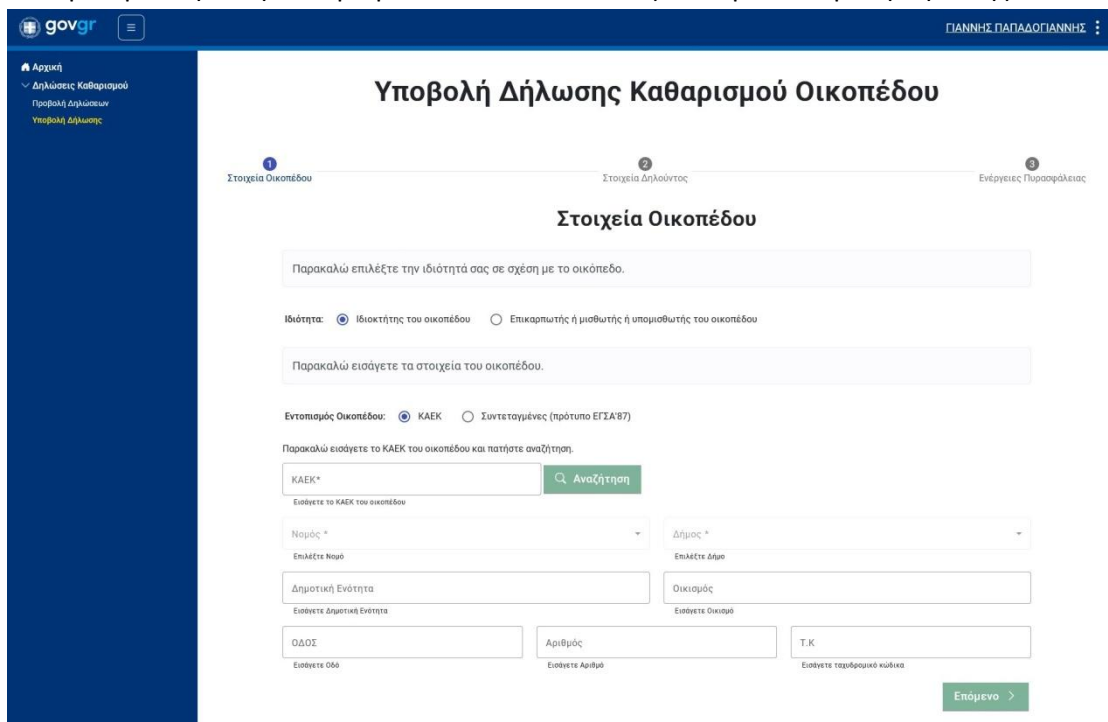 govgr
ΓΙΑΝΝΗΣ ΠΑΠΑΔΟΓΙΑΝΝΗΣ
Αρχική
Δηλώσεις Καθαρισμού
Προβολή Δηλώσεων
Υποβολή Δήλωσης
Υποβολή Δήλωσης Καθαρισμού Οικοπέδου
1 2 3
Στοιχεία Οικοπέδου Στοιχεία Δηλούντος Ενέργειες Πυρασφάλειας
Στοιχεία Οικοπέδου
Παρακαλώ επιλέξτε την ιδιότητά σας σε σχέση με το οικόπεδο.
Ιδιότητα: Ιδιοκτήτης του οικοπέδου Επικαρπωτής ή μισθωτής ή υπομισθωτής του οικοπέδου
Παρακαλώ εισάγετε τα στοιχεία του οικοπέδου.
Εντοπισμός Οικοπέδου: ΚΑΕΚ Συντεταγμένες (πρότυπο ΕΓΣΑ'87)
Παρακαλώ εισάγετε το ΚΑΕΚ του οικοπέδου και πατήστε αναζήτηση.
ΚΑΕΚ* Αναζήτηση
Εισάγετε το ΚΑΕΚ του οικοπέδου
Νομός * Δήμος *
Επιλέξτε Νομό Επιλέξτε Δήμο
Δημοτική Ενότητα Οικισμός
Εισάγετε Δημοτική Ενότητα Εισάγετε Οικισμό
ΟΔΟΣ Αριθμός Τ.Κ
Εισάγετε Οδό Εισάγετε Αριθμό Εισάγετε ταχυδρομικό κώδικα
Επόμενο